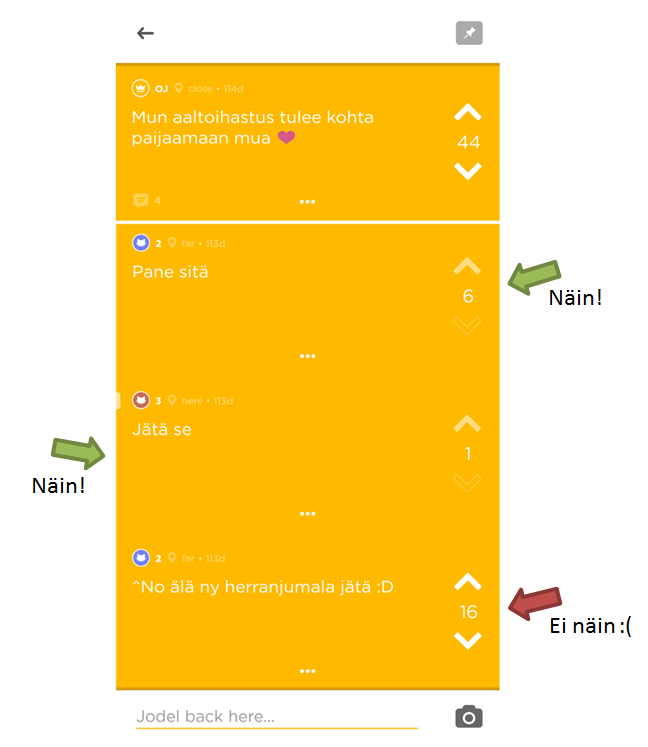 OJ close • 114d
Mun aaltoihastus tulee kohta
paijaamaan mua
44
4
2 far • 113d
Pane sitä
6
Näin!
3 here • 113d
Jätä se
1
Näin!
2 far • 113d
^No älä ny herranjumala jätä :D
16
Ei näin :(
Jodel back here...